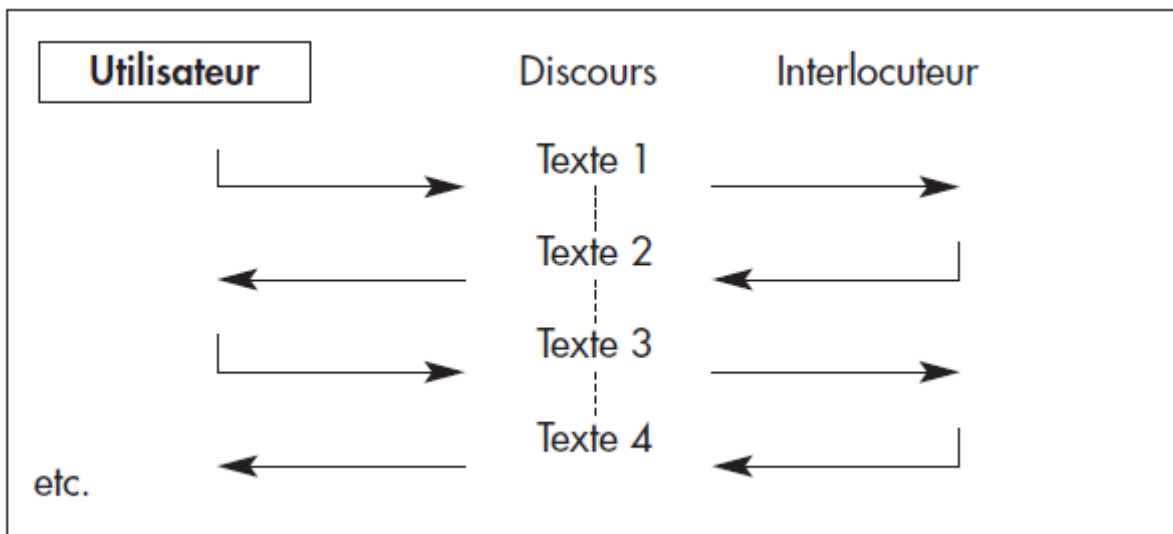 Utilisateur Discours Interlocuteur
Texte 1
Texte 2
Texte 3
Texte 4
etc.